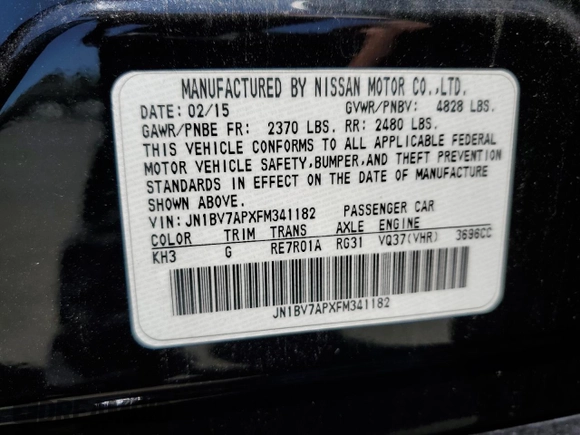 MANUFACTURED BY NISSAN MOTOR CO.,LTD.
DATE: 02/15 GVWR/PNBV: 4828 LBS.
GAWR/PNBE FR: 2370 LBS. RR: 2480 LBS.
THIS VEHICLE CONFORMS TO ALL APPLICABLE FEDERAL
MOTOR VEHICLE SAFETY,BUMPER,AND THEFT PREVENTION
STANDARDS IN EFFECT ON THE DATE OF MANUFACTURE
SHOWN ABOVE.
VIN: JN1BV7APXFM341182 PASSENGER CAR
COLOR TRIM TRANS AXLE ENGINE
KH3 G RE7R01A RG31 VQ37(VHR) 3696CC
JN1BV7APXFM341182